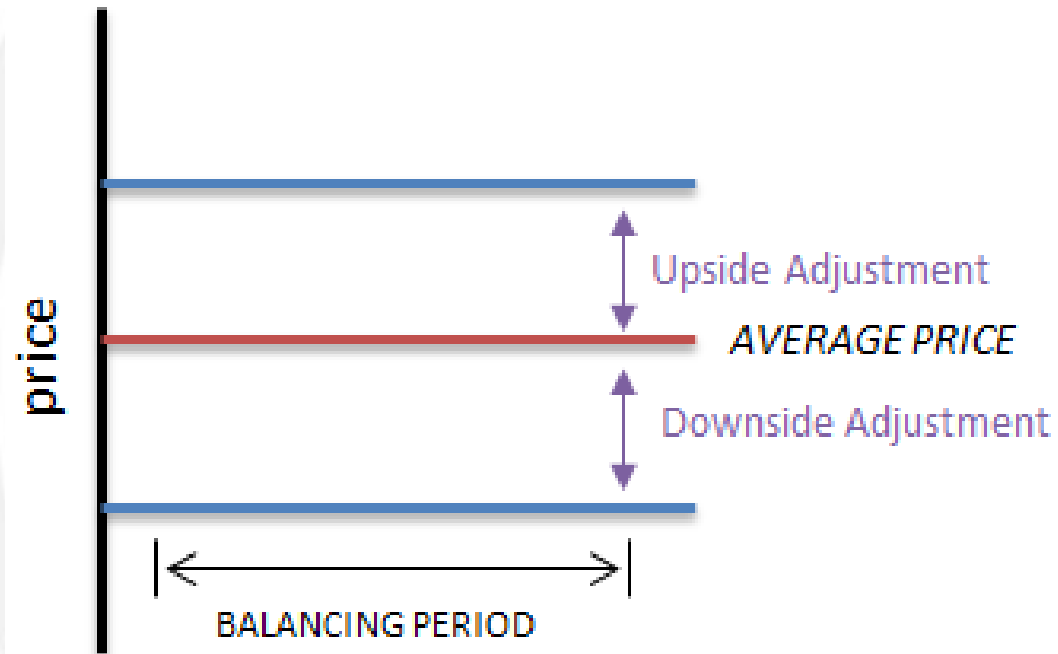 price
Upside Adjustment
AVERAGE PRICE
Downside Adjustment
BALANCING PERIOD